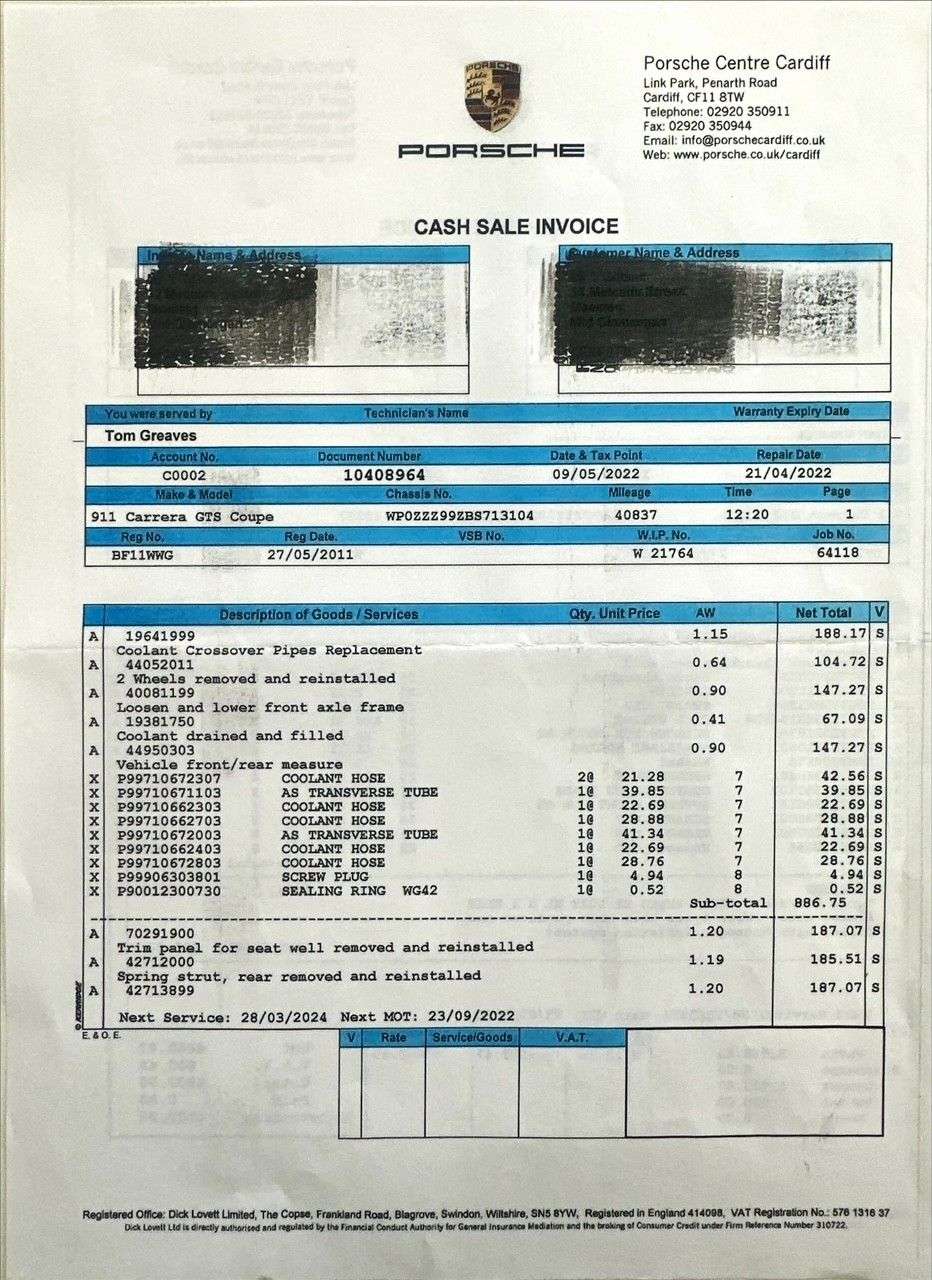 PORSCHE
PORSCHE
Porsche Centre Cardiff
Link Park, Penarth Road
Cardiff, CF11 8TW
Telephone: 02920 350911
Fax: 02920 350944
Email: info@porschecardiff.co.uk
Web: www.porsche.co.uk/cardiff
CASH SALE INVOICE
Name & Address
Customer Name & Address
You were served by Technician's Name Warranty Expiry Date
Tom Greaves
Account No. Document Number Date & Tax Point Repair Date
C0002 10408964 09/05/2022 21/04/2022
Make & Model Chassis No. Mileage Time Page
911 Carrera GTS Coupe WP0ZZZ99ZBS713104 40837 12:20 1
Reg No. Reg Date. VSB No. W.I.P. No. Job No.
BF11WWG 27/05/2011 W 21764 64118
Description of Goods / Services Qty. Unit Price AW Net Total V
A 19641999 1.15 188.17 S
Coolant Crossover Pipes Replacement
A 44052011 0.64 104.72 S
2 Wheels removed and reinstalled
A 40081199 0.90 147.27 S
Loosen and lower front axle frame
A 19381750 0.41 67.09 S
Coolant drained and filled
A 44950303 0.90 147.27 S
Vehicle front/rear measure
X P99710672307 COOLANT HOSE 2@ 21.28 7 42.56 S
X P99710671103 AS TRANSVERSE TUBE 1@ 39.85 7 39.85 S
X P99710662303 COOLANT HOSE 1@ 22.69 7 22.69 S
X P99710662703 COOLANT HOSE 1@ 28.88 7 28.88 S
X P99710672003 AS TRANSVERSE TUBE 1@ 41.34 7 41.34 S
X P99710662403 COOLANT HOSE 1@ 22.69 7 22.69 S
X P99710672803 COOLANT HOSE 1@ 28.76 7 28.76 S
X P99906303801 SCREW PLUG 1@ 4.94 8 4.94 S
X P90012300730 SEALING RING WG42 1@ 0.52 8 0.52 S
Sub-total 886.75
A 70291900 1.20 187.07 S
Trim panel for seat well removed and reinstalled
A 42712000 1.19 185.51 S
Spring strut, rear removed and reinstalled
A 42713899 1.20 187.07 S
Next Service: 28/03/2024 Next MOT: 23/09/2022
E. & O. E.
V Rate Service/Goods V.A.T.
Registered Office: Dick Lovett Limited, The Copse, Frankland Road, Blagrove, Swindon, Wiltshire, SN5 8YW, Registered in England 414098, VAT Registration No.: 576 1316 37
Dick Lovett Ltd is directly authorised and regulated by the Financial Conduct Authority for General Insurance Mediation and the broking of Consumer Credit under Firm Reference Number 310722.